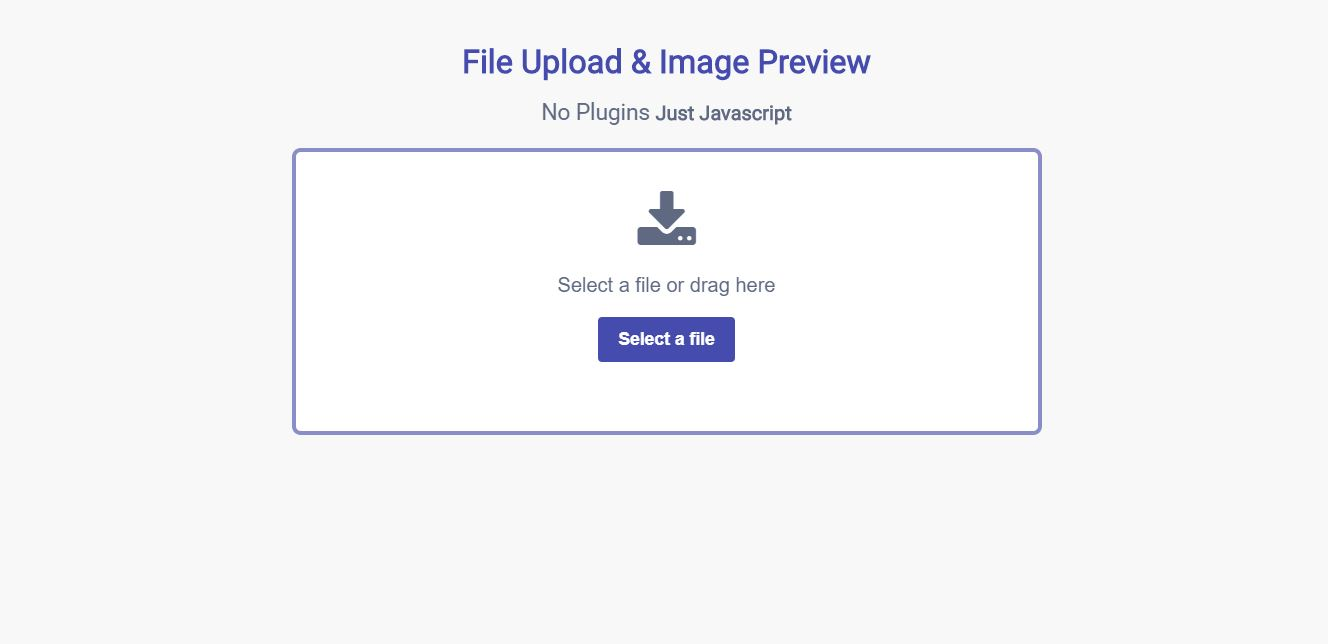 File Upload & Image Preview
No Plugins Just Javascript
Select a file or drag here
Select a file